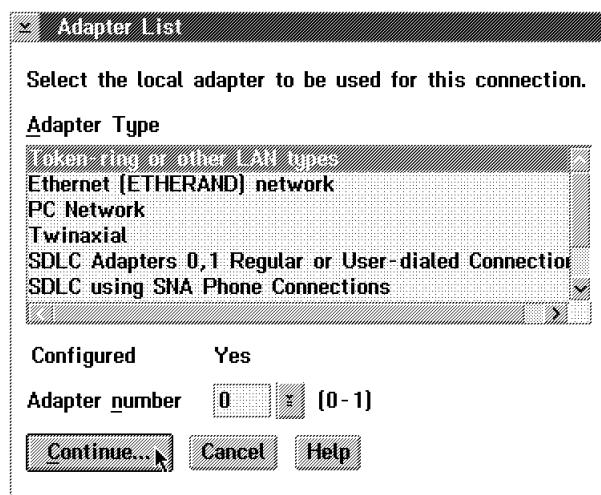 Adapter List
Select the local adapter to be used for this connection.
Adapter Type
Token-ring or other LAN types
Ethernet (ETHERAND) network
PC Network
Twinaxial
SDLC Adapters 0,1 Regular or User-dialed Connection
SDLC using SNA Phone Connections
Configured Yes
Adapter number 0 (0-1)
Continue... Cancel Help